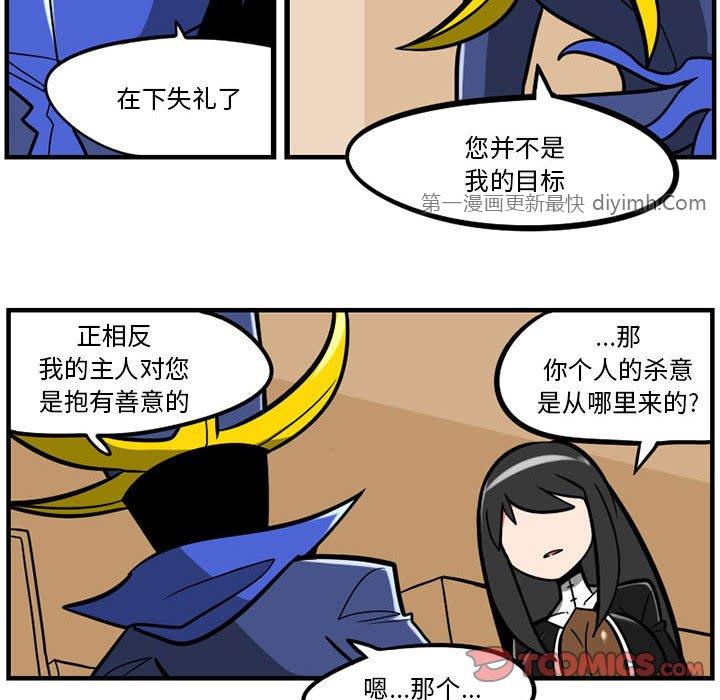 在下失礼了
您并不是
我的目标
第一漫画更新最快 diyimh.Com
正相反
我的主人对您
是抱有善意的
...那
你个人的杀意
是从哪里来的?
嗯...那个...
TOCOMICS.COM